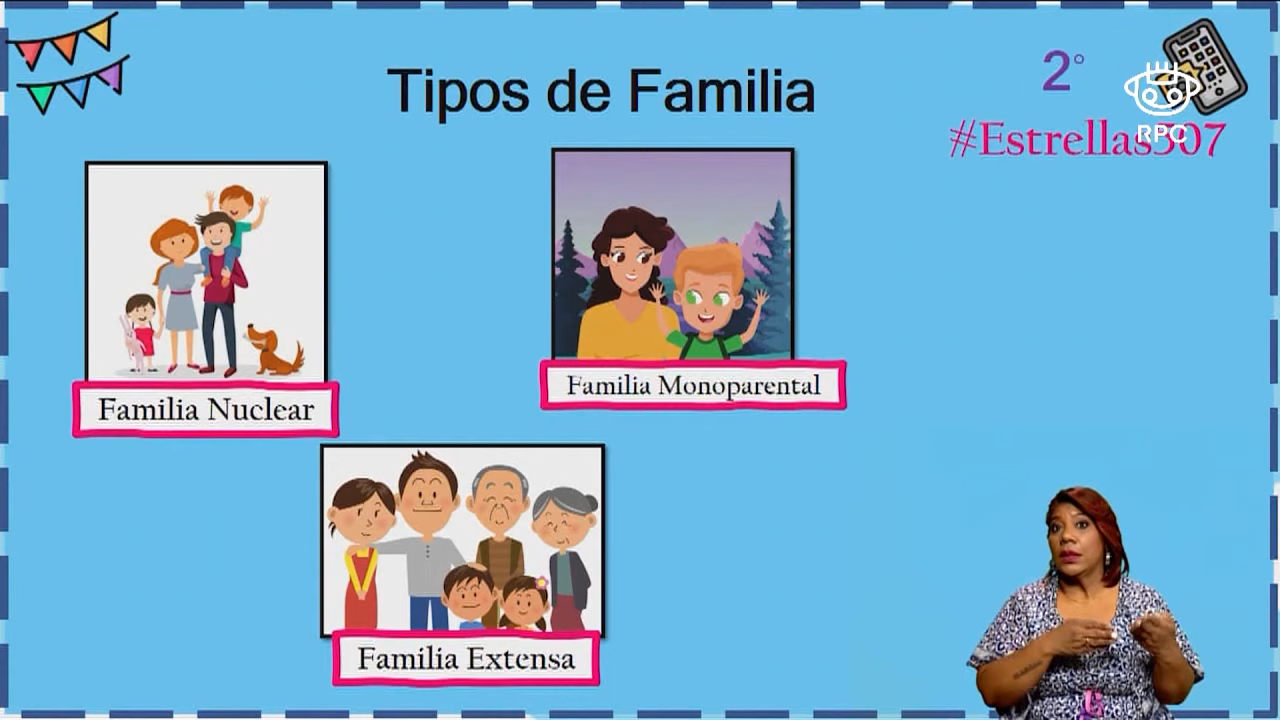 Tipos de Familia
2°
#Estrellas507
RPC
Familia Nuclear
Familia Monoparental
Familia Extensa